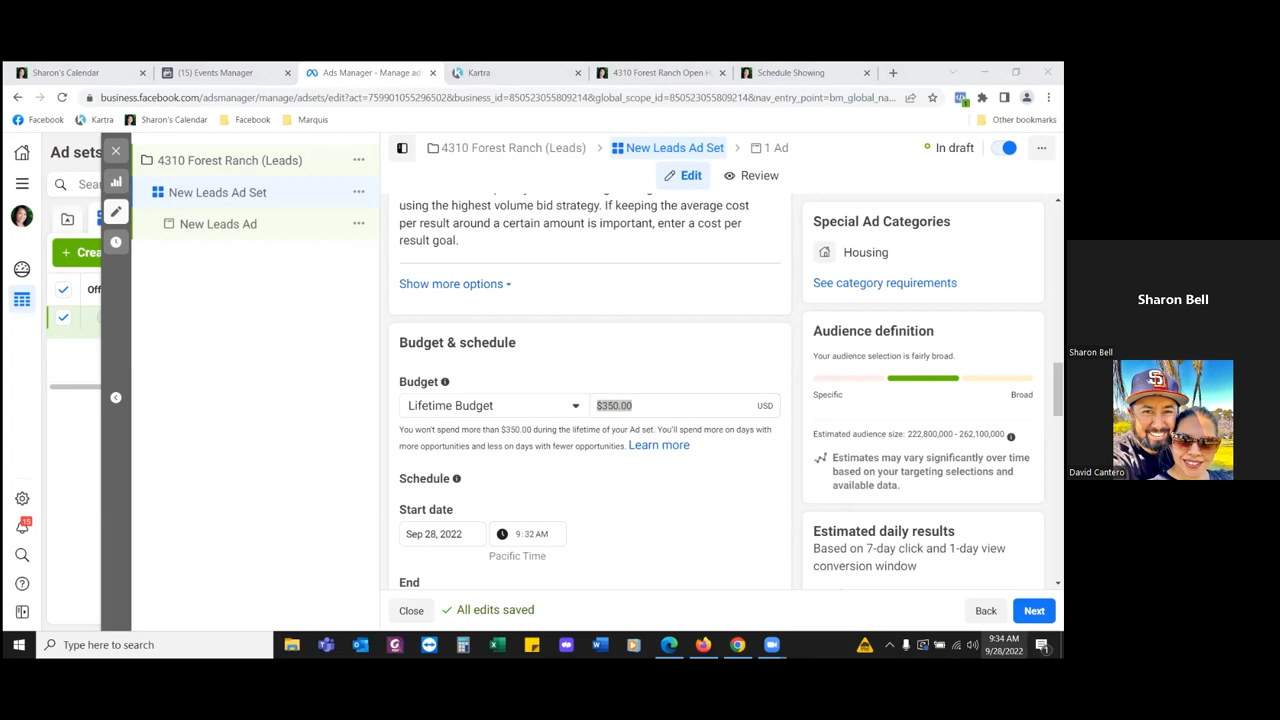 Sharon's Calendar
(15) Events Manager
Ads Manager - Manage ads
Kartra
4310 Forest Ranch Open H
Schedule Showing
business.facebook.com/adsmanager/manage/adsets/edit?act=759901055296502&business_id=850523055809214&global_scope_id=850523055809214&nav_entry_point=bm_global_na...
Facebook
Kartra
Sharon's Calendar
Facebook
Marquis
Other bookmarks
Ad sets
Sear
+ Crea
Off
4310 Forest Ranch (Leads)
New Leads Ad Set
New Leads Ad
4310 Forest Ranch (Leads) > New Leads Ad Set > 1 Ad
In draft
Edit
Review
using the highest volume bid strategy. If keeping the average cost
per result around a certain amount is important, enter a cost per
result goal.
Show more options
Budget & schedule
Budget
Lifetime Budget
$350.00
USD
You won't spend more than $350.00 during the lifetime of your Ad set. You'll spend more on days with
more opportunities and less on days with fewer opportunities. Learn more
Schedule
Start date
Sep 28, 2022
9:32 AM
Pacific Time
End
Special Ad Categories
Housing
See category requirements
Audience definition
Your audience selection is fairly broad.
Specific
Broad
Estimated audience size: 222,800,000 - 262,100,000
Estimates may vary significantly over time
based on your targeting selections and
available data.
Estimated daily results
Based on 7-day click and 1-day view
conversion window
Close
All edits saved
Back
Next
15
Type here to search
9:34 AM
9/28/2022
Sharon Bell
Sharon Bell
David Cantero